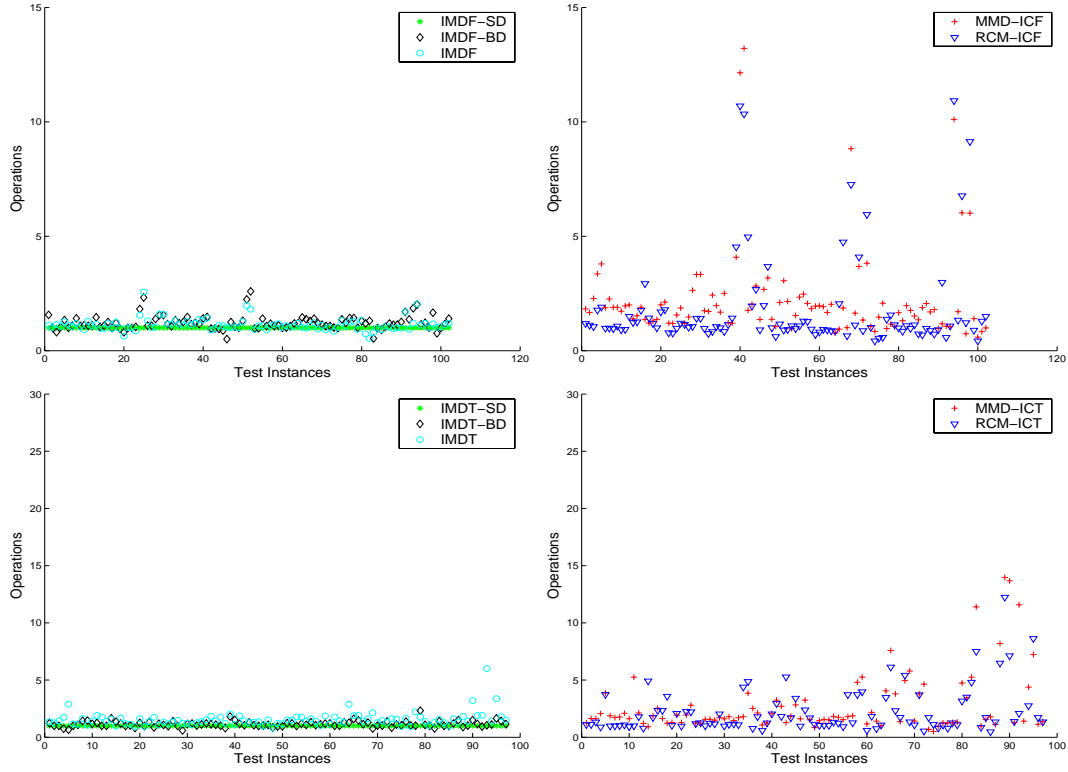 15
10
5
0
Operations
0 20 40 60 80 100 120
Test Instances
IMDF-SD
IMDF-BD
IMDF
15
10
5
0
Operations
0 20 40 60 80 100 120
Test Instances
MMD-ICF
RCM-ICF
30
25
20
15
10
5
0
Operations
0 10 20 30 40 50 60 70 80 90 100
Test Instances
IMDT-SD
IMDT-BD
IMDT
30
25
20
15
10
5
0
Operations
0 10 20 30 40 50 60 70 80 90 100
Test Instances
MMD-ICT
RCM-ICT